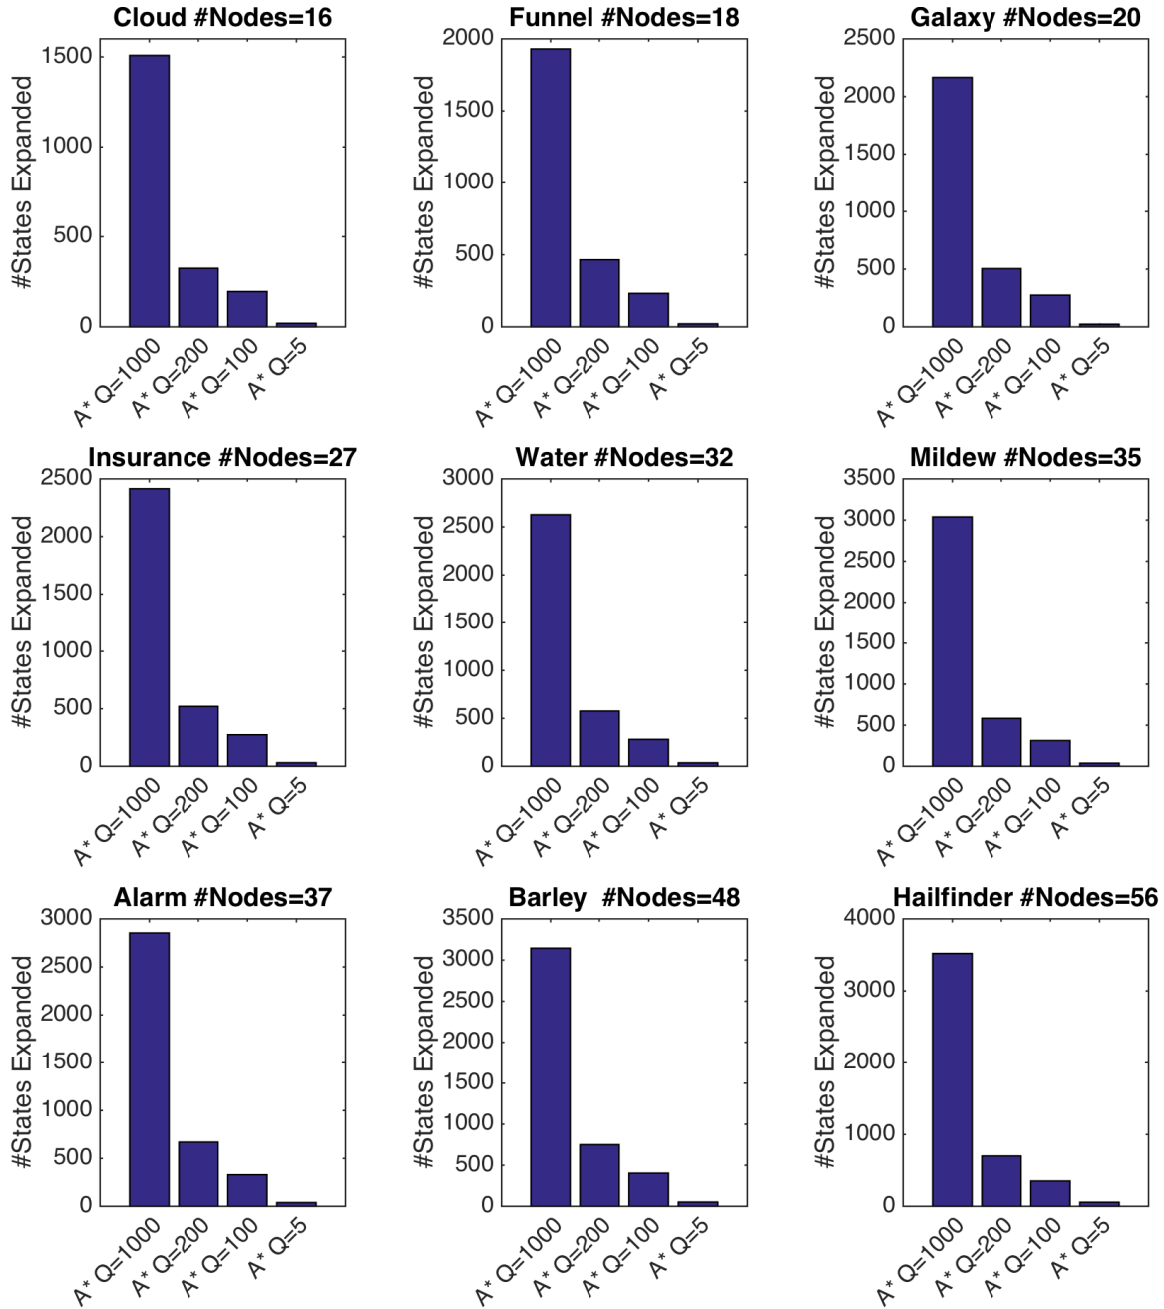 Cloud #Nodes=16
#States Expanded
1500
1000
500
0
A* Q=1000
A* Q=200
A* Q=100
A* Q=5
Funnel #Nodes=18
#States Expanded
2000
1500
1000
500
0
A* Q=1000
A* Q=200
A* Q=100
A* Q=5
Galaxy #Nodes=20
#States Expanded
2500
2000
1500
1000
500
0
A* Q=1000
A* Q=200
A* Q=100
A* Q=5
Insurance #Nodes=27
#States Expanded
2500
2000
1500
1000
500
0
A* Q=1000
A* Q=200
A* Q=100
A* Q=5
Water #Nodes=32
#States Expanded
3000
2500
2000
1500
1000
500
0
A* Q=1000
A* Q=200
A* Q=100
A* Q=5
Mildew #Nodes=35
#States Expanded
3500
3000
2500
2000
1500
1000
500
0
A* Q=1000
A* Q=200
A* Q=100
A* Q=5
Alarm #Nodes=37
#States Expanded
3000
2500
2000
1500
1000
500
0
A* Q=1000
A* Q=200
A* Q=100
A* Q=5
Barley  #Nodes=48
#States Expanded
3500
3000
2500
2000
1500
1000
500
0
A* Q=1000
A* Q=200
A* Q=100
A* Q=5
Hailfinder #Nodes=56
#States Expanded
4000
3000
2000
1000
0
A* Q=1000
A* Q=200
A* Q=100
A* Q=5